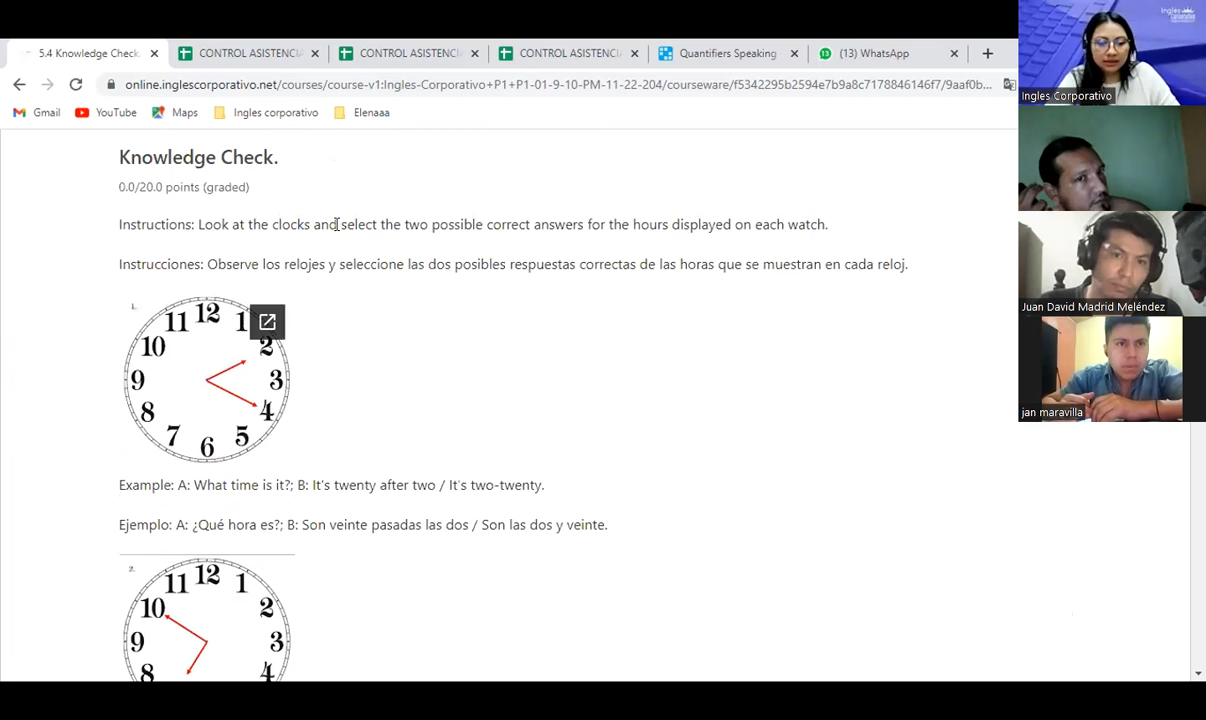 5.4 Knowledge Check.
CONTROL ASISTENCIA
CONTROL ASISTENCIA
CONTROL ASISTENCIA
Quantifiers Speaking
(13) WhatsApp
online.inglescorporativo.net/courses/course-v1:Ingles-Corporativo+P1+P1-01-9-10-PM-11-22-204/courseware/f5342295b2594e7b9a8c7178846146f7/9aaf0b...
Gmail
YouTube
Maps
Ingles corporativo
Elenaaa
Ingles corporativo
Ingles Corporativo
Juan David Madrid Meléndez
jan maravilla
Knowledge Check.
0.0/20.0 points (graded)
Instructions: Look at the clocks and select the two possible correct answers for the hours displayed on each watch.
Instrucciones: Observe los relojes y seleccione las dos posibles respuestas correctas de las horas que se muestran en cada reloj.
1.
11 12 1
10 2
9 3
8 4
7 6 5
Example: A: What time is it?; B: It's twenty after two / It's two-twenty.
Ejemplo: A: ¿Qué hora es?; B: Son veinte pasadas las dos / Son las dos y veinte.
2.
11 12 1
10 2
9 3
8 4